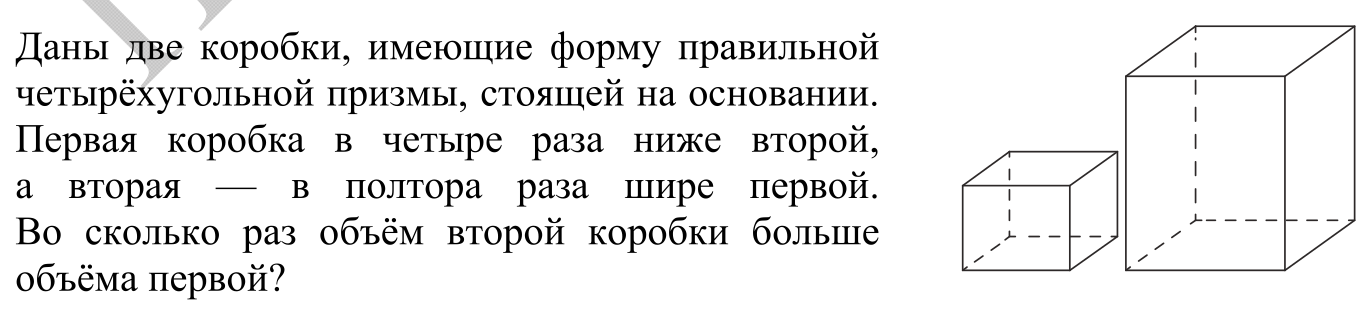 Даны две коробки, имеющие форму правильной
четырёхугольной призмы, стоящей на основании.
Первая коробка в четыре раза ниже второй,
а вторая — в полтора раза шире первой.
Во сколько раз объём второй коробки больше
объёма первой?